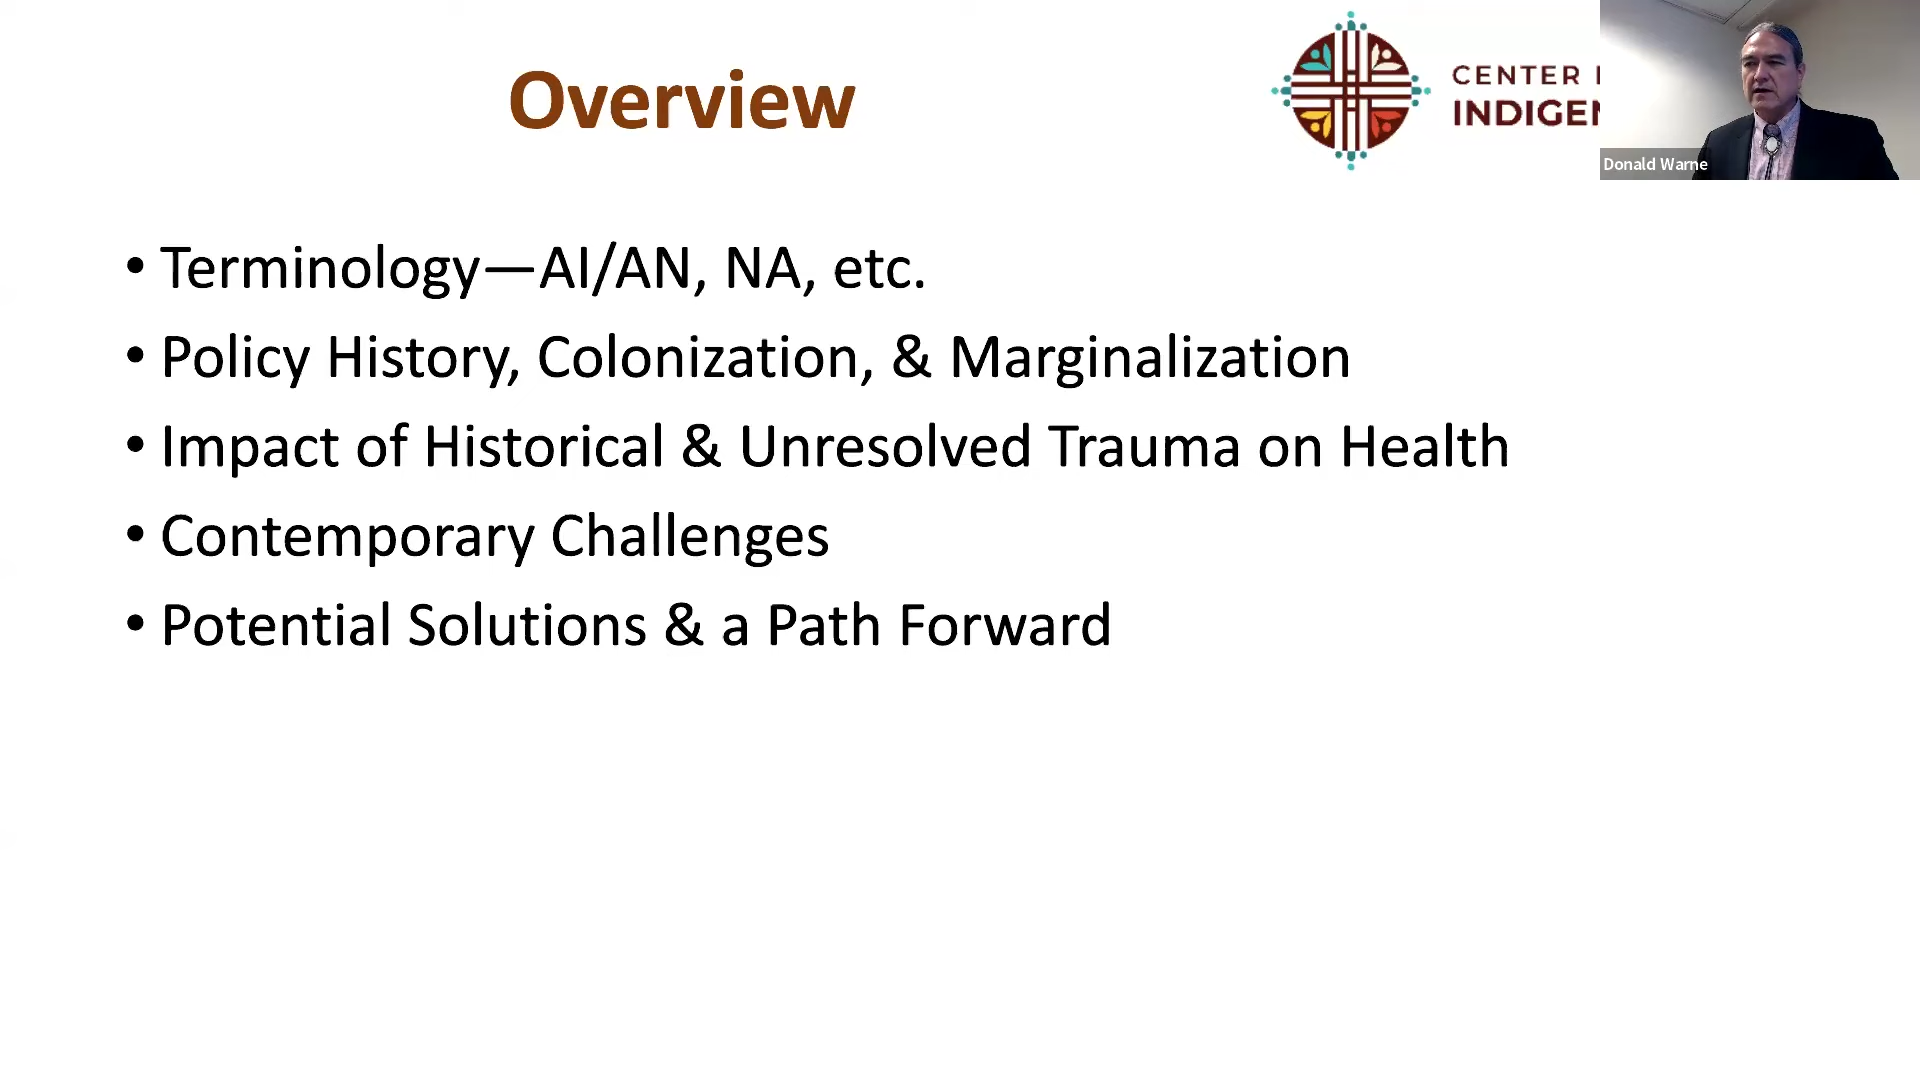 Overview
CENTER
INDIGEN
Donald Warne
• Terminology—AI/AN, NA, etc.
• Policy History, Colonization, & Marginalization
• Impact of Historical & Unresolved Trauma on Health
• Contemporary Challenges
• Potential Solutions & a Path Forward